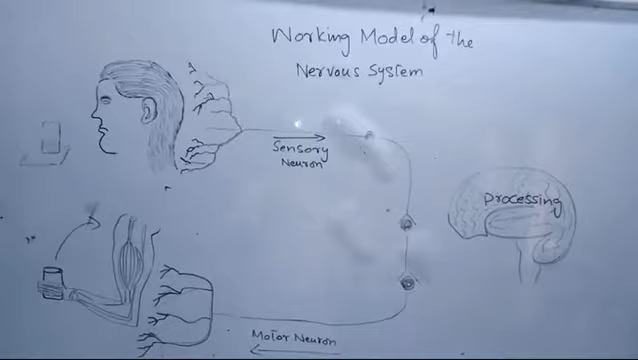 Working Model of the
Nervous System
Sensory
Neuron
Processing
Motor Neuron